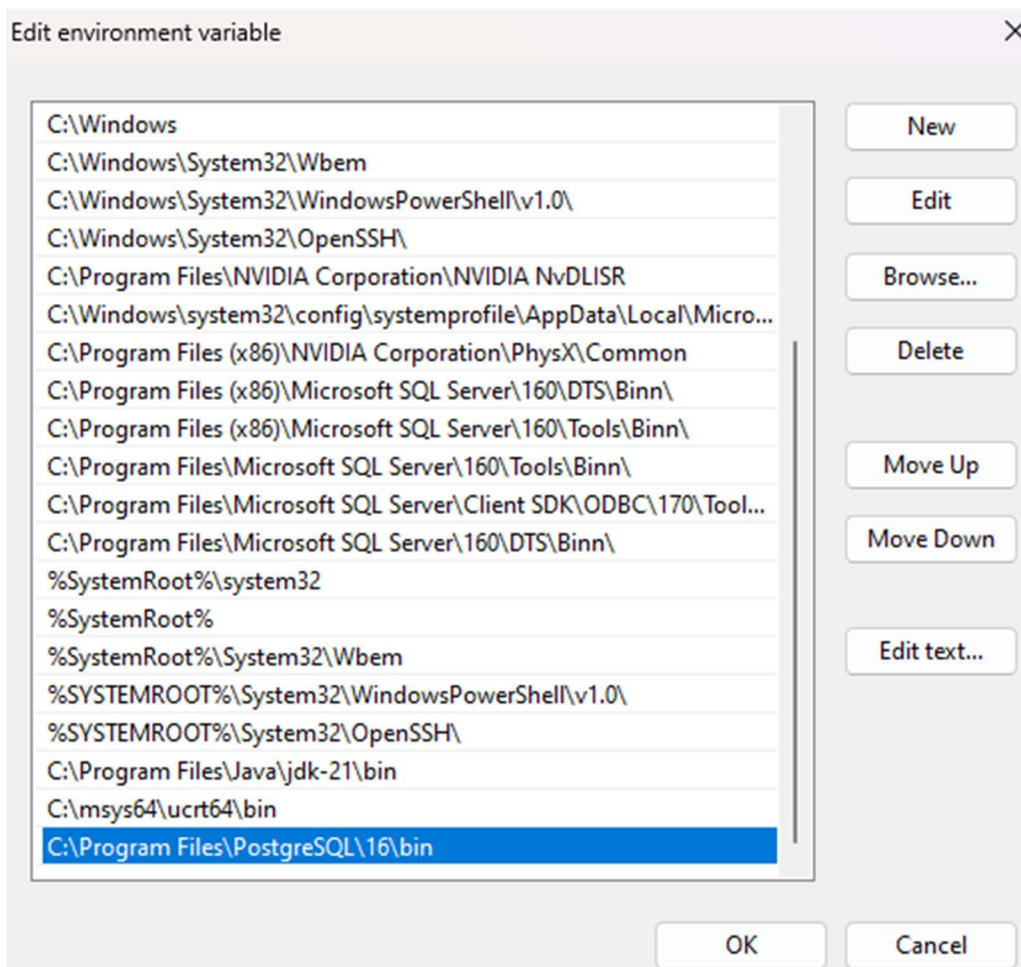 Edit environment variable
C:\Windows
New
C:\Windows\System32\Wbem
C:\Windows\System32\WindowsPowerShell\v1.0\
Edit
C:\Windows\System32\OpenSSH\
C:\Program Files\NVIDIA Corporation\NVIDIA NvDLISR
Browse...
C:\Windows\system32\config\systemprofile\AppData\Local\Micro...
C:\Program Files (x86)\NVIDIA Corporation\PhysX\Common
Delete
C:\Program Files (x86)\Microsoft SQL Server\160\DTS\Binn\
C:\Program Files (x86)\Microsoft SQL Server\160\Tools\Binn\
C:\Program Files\Microsoft SQL Server\160\Tools\Binn\
Move Up
C:\Program Files\Microsoft SQL Server\Client SDK\ODBC\170\Tool...
C:\Program Files\Microsoft SQL Server\160\DTS\Binn\
Move Down
%SystemRoot%\system32
%SystemRoot%
%SystemRoot%\System32\Wbem
Edit text...
%SYSTEMROOT%\System32\WindowsPowerShell\v1.0\
%SYSTEMROOT%\System32\OpenSSH\
C:\Program Files\Java\jdk-21\bin
C:\msys64\ucrt64\bin
C:\Program Files\PostgreSQL\16\bin
OK
Cancel